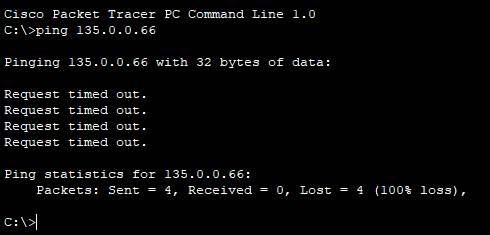 Cisco Packet Tracer PC Command Line 1.0
C:\>ping 135.0.0.66
Pinging 135.0.0.66 with 32 bytes of data:
Request timed out.
Request timed out.
Request timed out.
Request timed out.
Ping statistics for 135.0.0.66:
    Packets: Sent = 4, Received = 0, Lost = 4 (100% loss),
C:\>